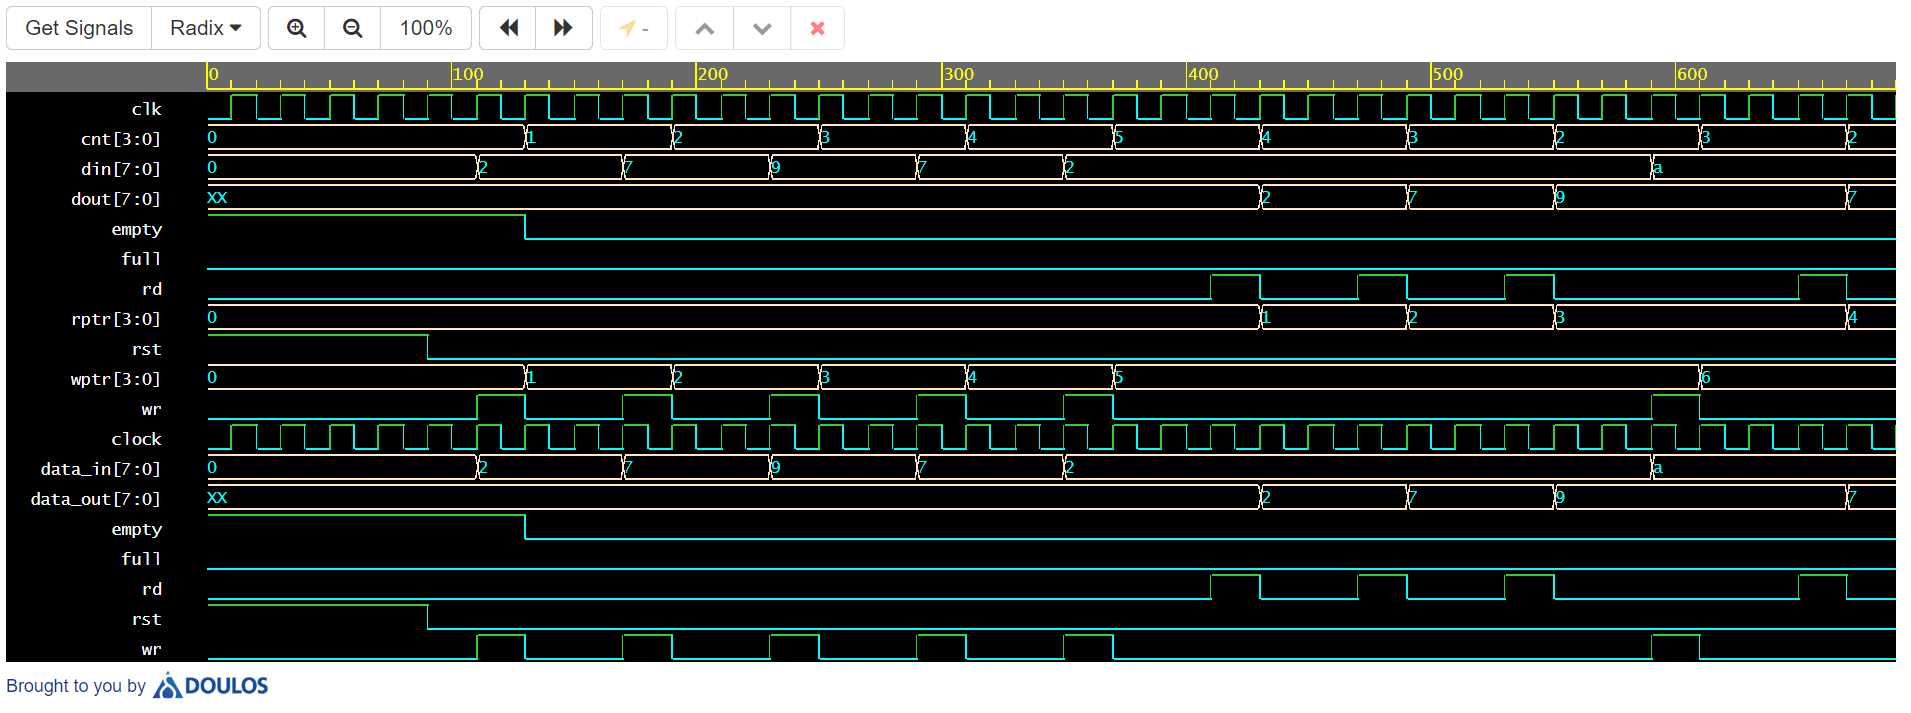 Get Signals Radix 100% -
0 100 200 300 400 500 600
clk
cnt[3:0] 0 1 2 3 4 5 4 3 2 3 2
din[7:0] 0 2 7 9 7 2 a
dout[7:0] XX 2 7 9 7
empty
full
rd
rptr[3:0] 0 1 2 3 4
rst
wptr[3:0] 0 1 2 3 4 5 6
wr
clock
data_in[7:0] 0 2 7 9 7 2 a
data_out[7:0] XX 2 7 9 7
empty
full
rd
rst
wr
Brought to you by DOULOS